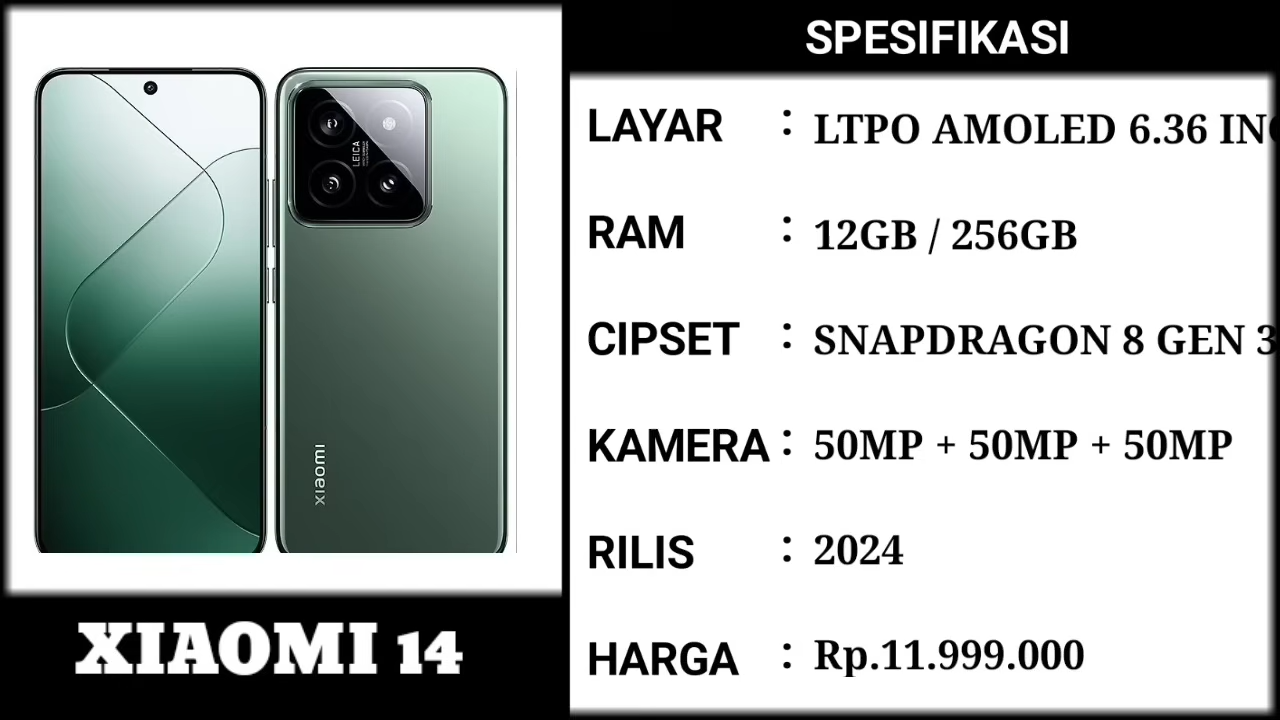 SPESIFIKASI
LAYAR : LTPO AMOLED 6.36 IN
RAM : 12GB / 256GB
CIPSET : SNAPDRAGON 8 GEN 3
KAMERA : 50MP + 50MP + 50MP
RILIS : 2024
HARGA : Rp.11.999.000
LEICA
xiaomi
XIAOMI 14